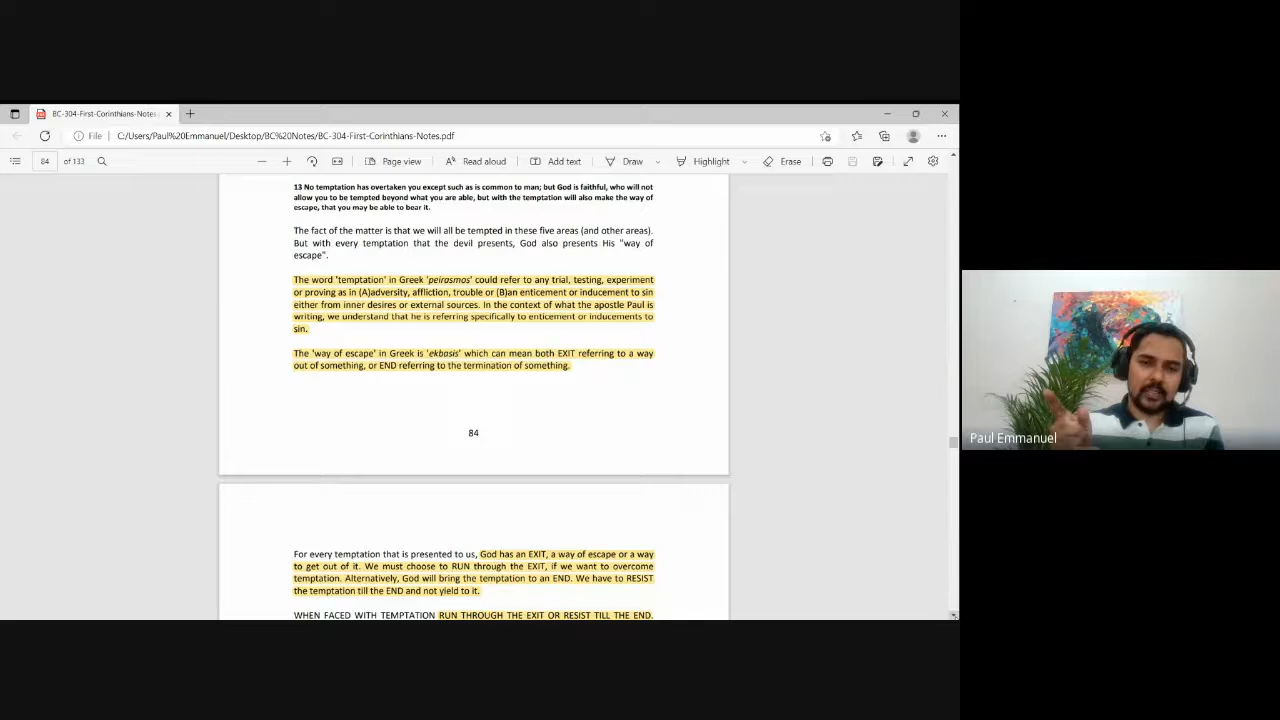 BC-304-First-Corinthians-Notes
File C:/Users/Paul%20Emmanuel/Desktop/BC%20Notes/BC-304-First-Corinthians-Notes.pdf
84 of 133 Page view Read aloud Add text Draw Highlight Erase
13 No temptation has overtaken you except such as is common to man; but God is faithful, who will not
allow you to be tempted beyond what you are able, but with the temptation will also make the way of
escape, that you may be able to bear it.
The fact of the matter is that we will all be tempted in these five areas (and other areas).
But with every temptation that the devil presents, God also presents His "way of
escape".
The word 'temptation' in Greek 'peirasmos' could refer to any trial, testing, experiment
or proving as in (A)adversity, affliction, trouble or (B)an enticement or inducement to sin
either from inner desires or external sources. In the context of what the apostle Paul is
writing, we understand that he is referring specifically to enticement or inducements to
sin.
The 'way of escape' in Greek is 'ekbasis' which can mean both EXIT referring to a way
out of something, or END referring to the termination of something.
84
For every temptation that is presented to us, God has an EXIT, a way of escape or a way
to get out of it. We must choose to RUN through the EXIT, if we want to overcome
temptation. Alternatively, God will bring the temptation to an END. We have to RESIST
the temptation till the END and not yield to it.
WHEN FACED WITH TEMPTATION RUN THROUGH THE EXIT OR RESIST TILL THE END.
Paul Emmanuel